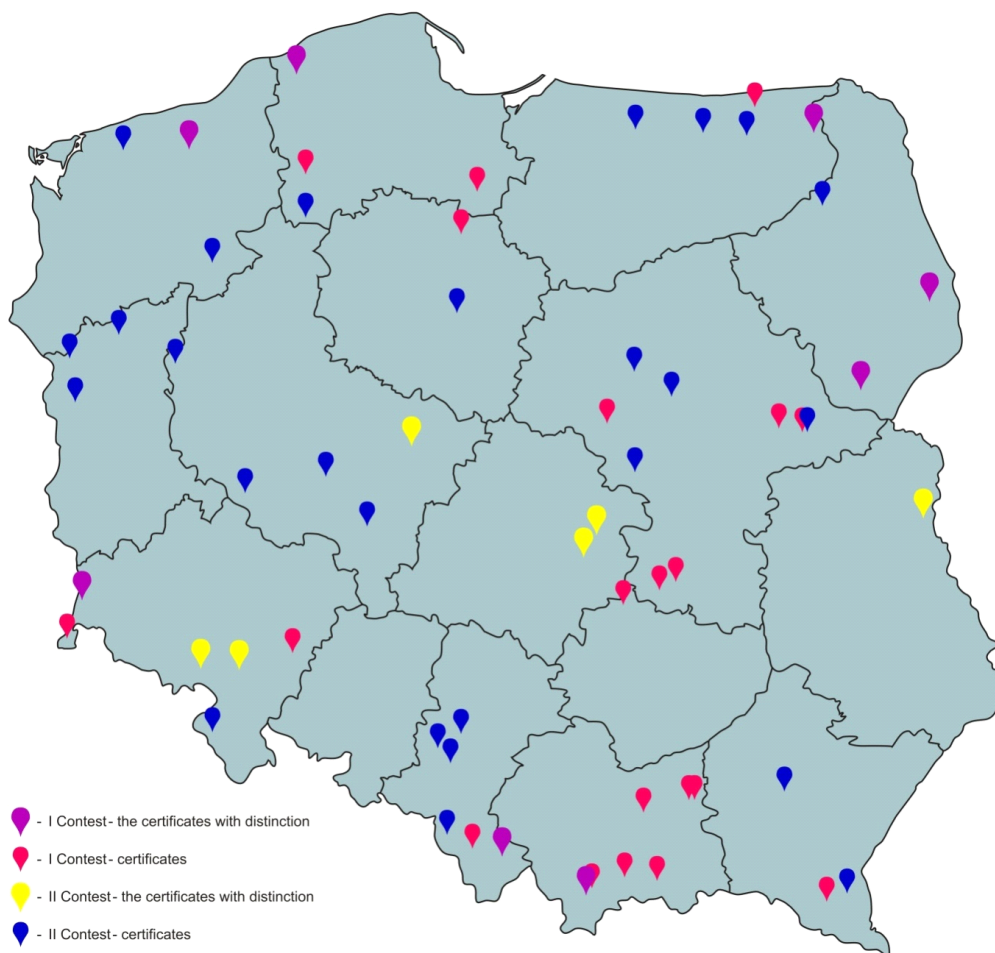 - I Contest - the certificates with distinction
- I Contest - certificates
- II Contest - the certificates with distinction
- II Contest - certificates